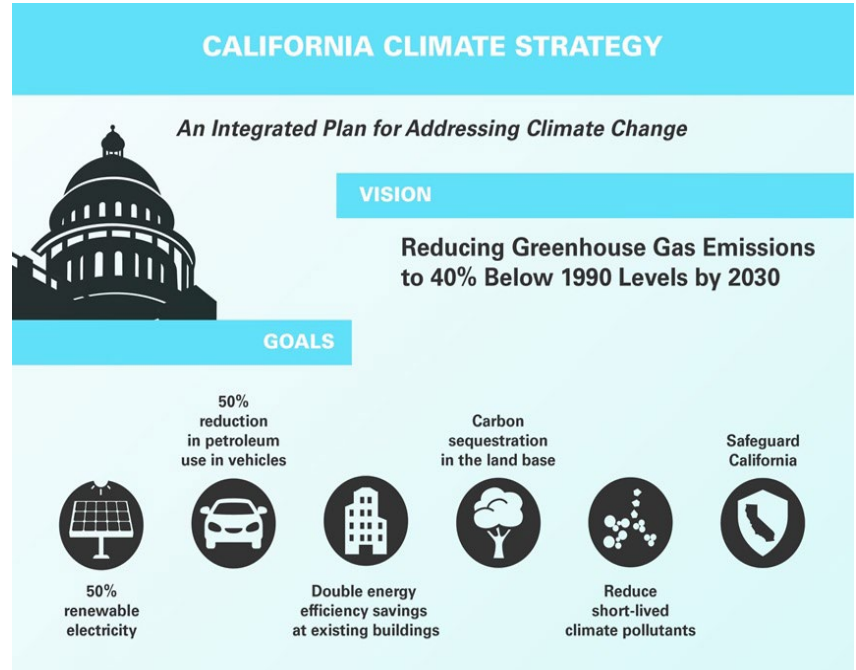 CALIFORNIA CLIMATE STRATEGY
An Integrated Plan for Addressing Climate Change
VISION
Reducing Greenhouse Gas Emissions
to 40% Below 1990 Levels by 2030
GOALS
50%
renewable
electricity
50%
reduction
in petroleum
use in vehicles
Double energy
efficiency savings
at existing buildings
Carbon
sequestration
in the land base
Reduce
short-lived
climate pollutants
Safeguard
California